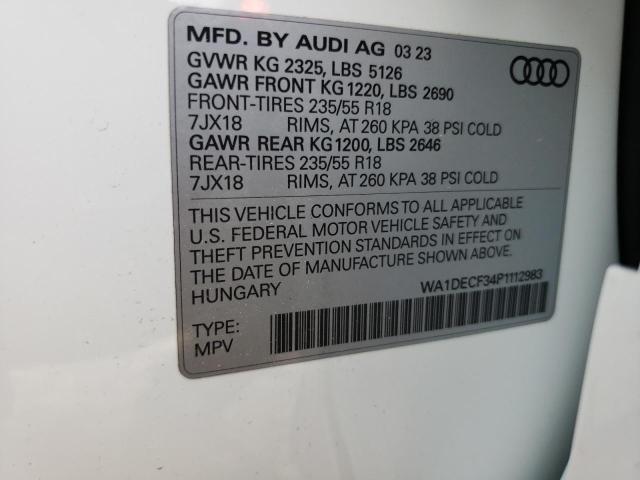 MFD. BY AUDI AG 03 23
GVWR KG 2325, LBS 5126
GAWR FRONT KG 1220, LBS 2690
FRONT-TIRES 235/55 R18
7JX18 RIMS, AT 260 KPA 38 PSI COLD
GAWR REAR KG 1200, LBS 2646
REAR-TIRES 235/55 R18
7JX18 RIMS, AT 260 KPA 38 PSI COLD
THIS VEHICLE CONFORMS TO ALL APPLICABLE
U.S. FEDERAL MOTOR VEHICLE SAFETY AND
THEFT PREVENTION STANDARDS IN EFFECT ON
THE DATE OF MANUFACTURE SHOWN ABOVE.
HUNGARY
WA1DECF34P1112983
TYPE:
MPV